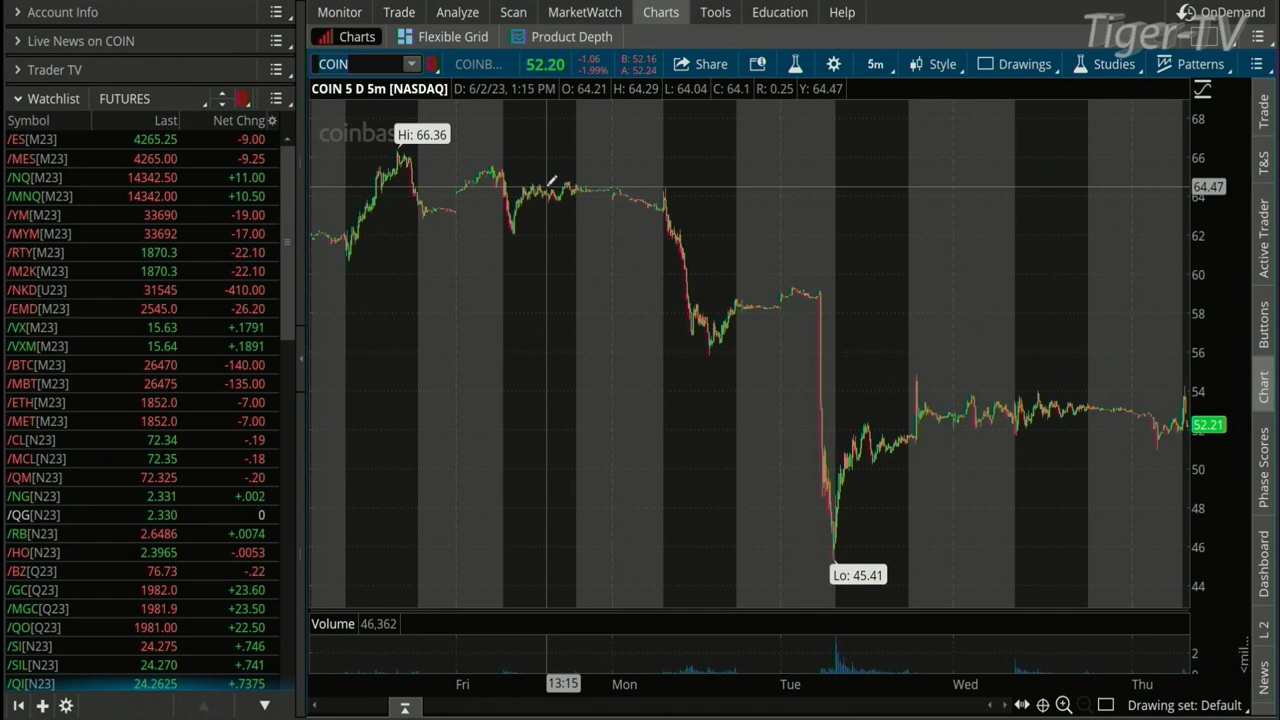 Account Info
Live News on COIN
Trader TV
Watchlist FUTURES
Symbol Last Net Chng
/ES[M23] 4265.25 -9.00
/MES[M23] 4265.00 -9.25
/NQ[M23] 14342.50 +11.00
/MNQ[M23] 14342.00 +10.50
/YM[M23] 33690 -19.00
/MYM[M23] 33692 -17.00
/RTY[M23] 1870.3 -22.10
/M2K[M23] 1870.3 -22.10
/NKD[U23] 31545 -410.00
/EMD[M23] 2545.0 -26.20
/VX[M23] 15.63 +.1791
/VXM[M23] 15.64 +.1891
/BTC[M23] 26470 -140.00
/MBT[M23] 26475 -135.00
/ETH[M23] 1852.0 -7.00
/MET[M23] 1852.0 -7.00
/CL[N23] 72.34 -.19
/MCL[N23] 72.35 -.18
/QM[N23] 72.325 -.20
/NG[N23] 2.331 +.002
/QG[N23] 2.330 0
/RB[N23] 2.6486 +.0074
/HO[N23] 2.3965 -.0053
/BZ[Q23] 76.73 -.22
/GC[Q23] 1982.0 +23.60
/MGC[Q23] 1981.9 +23.50
/QO[Q23] 1981.00 +22.50
/SI[N23] 24.275 +.746
/SIL[N23] 24.270 +.741
/QI[N23] 24.2625 +.7375
Monitor Trade Analyze Scan MarketWatch Charts Tools Education Help OnDemand
Tiger-TV
Charts Flexible Grid Product Depth
COIN COINB... 52.20 -1.06 -1.99% B: 52.16 A: 52.24 Share 5m Style Drawings Studies Patterns
COIN 5 D 5m [NASDAQ] D: 6/2/23, 1:15 PM O: 64.21 H: 64.29 L: 64.04 C: 64.1 R: 0.25 Y: 64.47
coinbas
Hi: 66.36
68
66
64.47
64
62
60
58
56
54
52.21
50
48
46
44
Lo: 45.41
Volume 46,362
2
<mil...
Fri 13:15 Mon Tue Wed Thu
Drawing set: Default
Trade
T&S
Active Trader
Buttons
Chart
Phase Scores
Dashboard
L 2
News